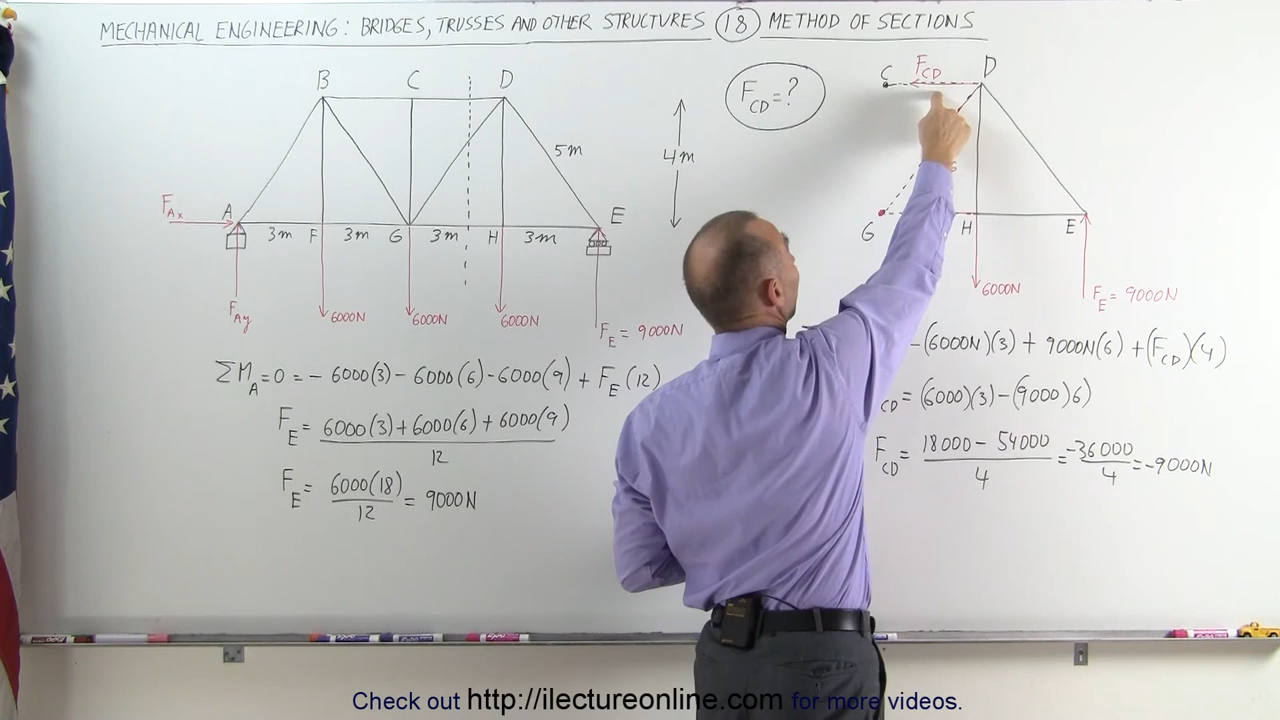 MECHANICAL ENGINEERING: BRIDGES, TRUSSES AND OTHER STRUCTURES 18 METHOD OF SECTIONS
B C D
5m
4m
F_Ax
A 3m F 3m G 3m H 3m E
F_Ay
6000N 6000N 6000N
F_E = 9000N
F_CD = ?
C F_CD D
G H E
6000N
F_E = 9000N
ΣM_A = 0 = - 6000(3) - 6000(6) - 6000(9) + F_E (12)
F_E = 6000(3) + 6000(6) + 6000(9)
12
F_E = 6000(18) = 9000N
12
-(6000N)(3) + 9000N(6) + (F_CD)(4)
CD = (6000)(3) - (9000)6)
F_CD = 18000 - 54000 = -36000 = -9000N
4 4
Check out http://ilectureonline.com for more videos.